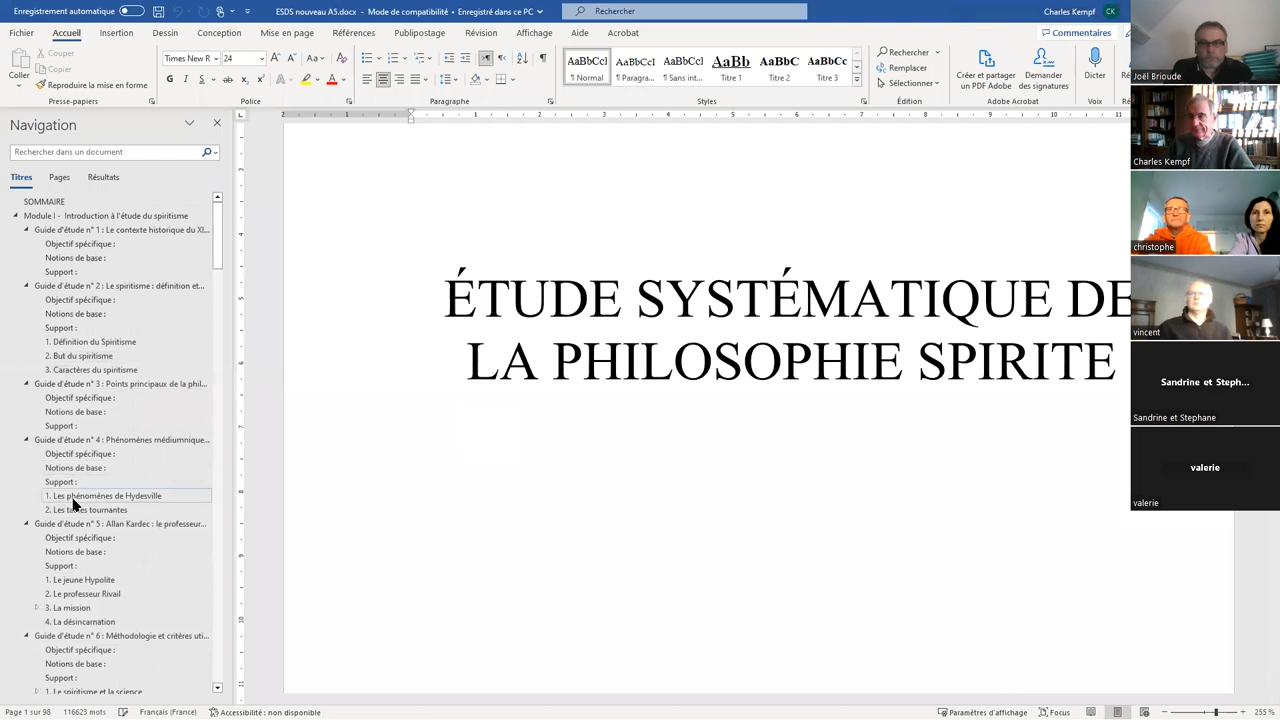 Enregistrement automatique
ESDS nouveau A5.docx - Mode de compatibilité • Enregistré dans ce PC
Rechercher
Charles Kempf
CK
Fichier Accueil Insertion Dessin Conception Mise en page Références Publipostage Révision Affichage Aide Acrobat
Commentaires
Coller
Couper
Copier
Reproduire la mise en forme
Presse-papiers
Times New R
24
Police
Paragraphe
AaBbCcI AaBbCcI AaBbCcI AaBb AaBbC AaBbCc
¶ Normal ¶ Paragra... ¶ Sans int... Titre 1 Titre 2 Titre 3
Styles
Rechercher
Remplacer
Sélectionner
Édition
Créer et partager un PDF Adobe
Demander des signatures
Adobe Acrobat
Dicter
Voix
Navigation
Rechercher dans un document
Titres Pages Résultats
SOMMAIRE
Module I - Introduction à l'étude du spiritisme
Guide d'étude n° 1 : Le contexte historique du XI...
Objectif spécifique :
Notions de base :
Support :
Guide d'étude n° 2 : Le spiritisme : définition et...
Objectif spécifique :
Notions de base :
Support :
1. Définition du Spiritisme
2. But du spiritisme
3. Caractères du spiritisme
Guide d'étude n° 3 : Points principaux de la phil...
Objectif spécifique :
Notions de base :
Support :
Guide d'étude n° 4 : Phénomènes médiumnique...
Objectif spécifique :
Notions de base :
Support :
1. Les phénomènes de Hydesville
2. Les tables tournantes
Guide d'étude n° 5 : Allan Kardec : le professeur...
Objectif spécifique :
Notions de base :
Support :
1. Le jeune Hypolite
2. Le professeur Rivail
3. La mission
4. La désincarnation
Guide d'étude n° 6 : Méthodologie et critères uti...
Objectif spécifique :
Notions de base :
Support :
1. Le spiritisme et la science
ÉTUDE SYSTÉMATIQUE DE
LA PHILOSOPHIE SPIRITE
Joël Brioude
Charles Kempf
christophe
vincent
Sandrine et Steph...
Sandrine et Stephane
valerie
valerie
Page 1 sur 98 116623 mots Français (France) Accessibilité : non disponible
Paramètres d'affichage Focus 255 %